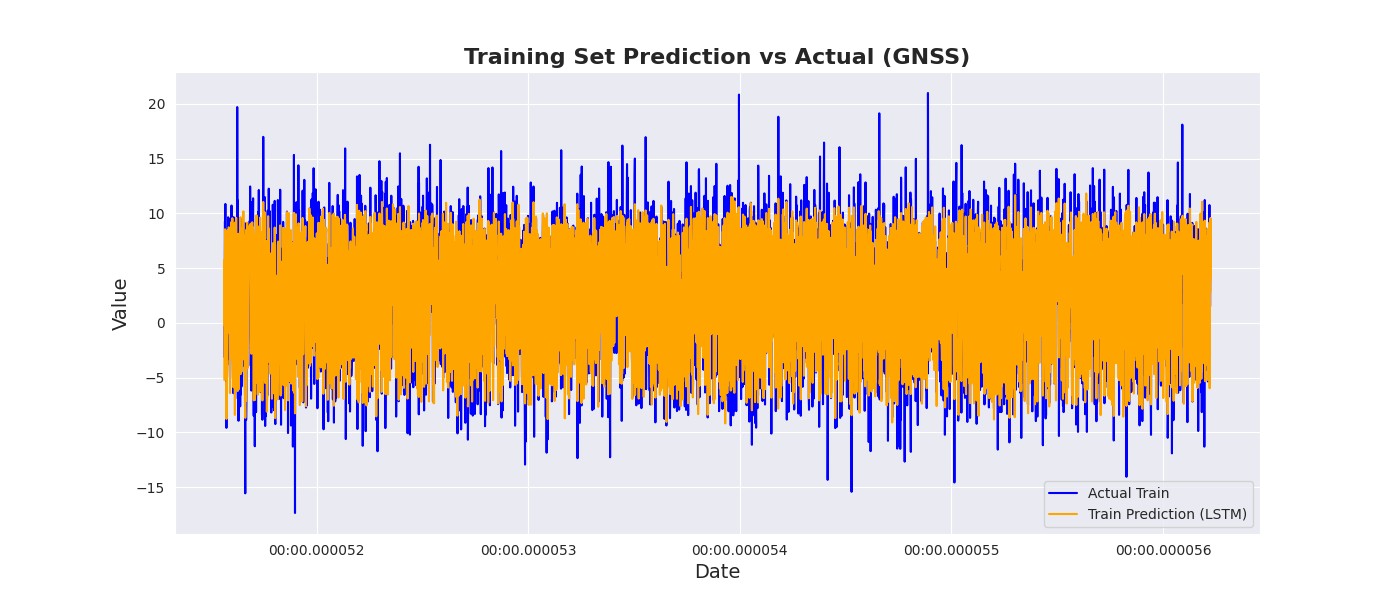 Training Set Prediction vs Actual (GNSS)
Value
20
15
10
5
0
−5
−10
−15
00:00.000052
00:00.000053
00:00.000054
00:00.000055
00:00.000056
Date
Actual Train
Train Prediction (LSTM)